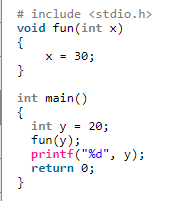 # include <stdio.h>
void fun(int x)
{
    x = 30;
}

int main()
{
  int y = 20;
  fun(y);
  printf("%d", y);
  return 0;
}